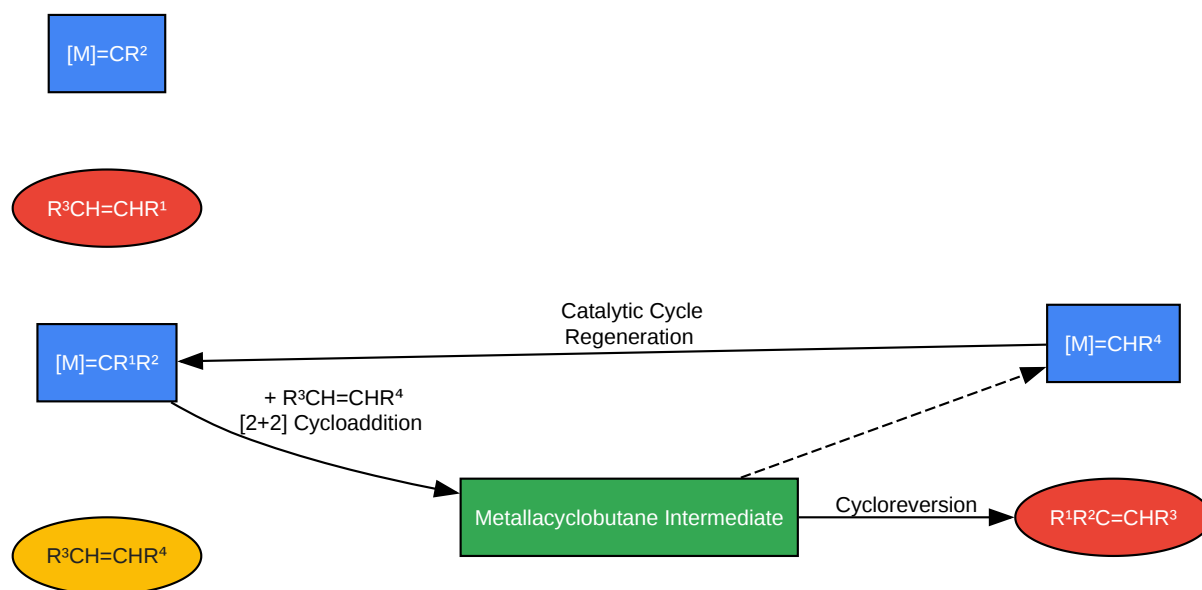 [M]=CR²
R³CH=CHR¹
Catalytic Cycle
Regeneration
[M]=CR¹R²
[M]=CHR⁴
+ R³CH=CHR⁴
[2+2] Cycloaddition
Metallacyclobutane Intermediate
Cycloreversion
R¹R²C=CHR³
R³CH=CHR⁴